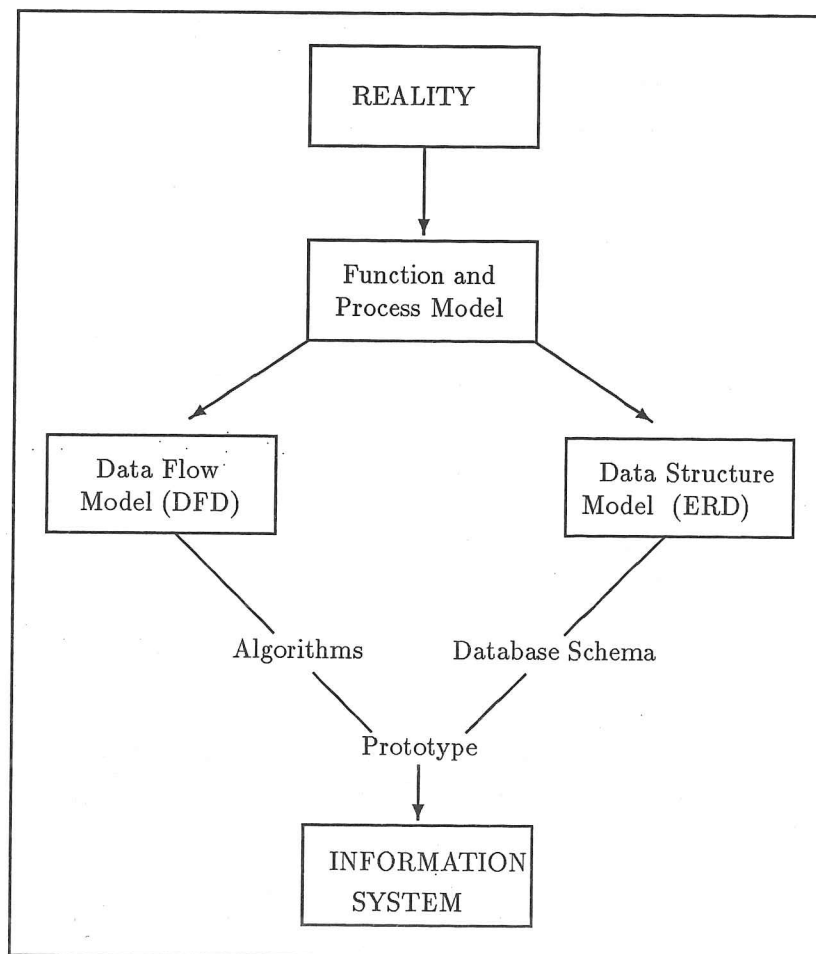 REALITY
Function and
Process Model
Data Flow
Model (DFD)
Data Structure
Model (ERD)
Algorithms
Database Schema
Prototype
INFORMATION
SYSTEM